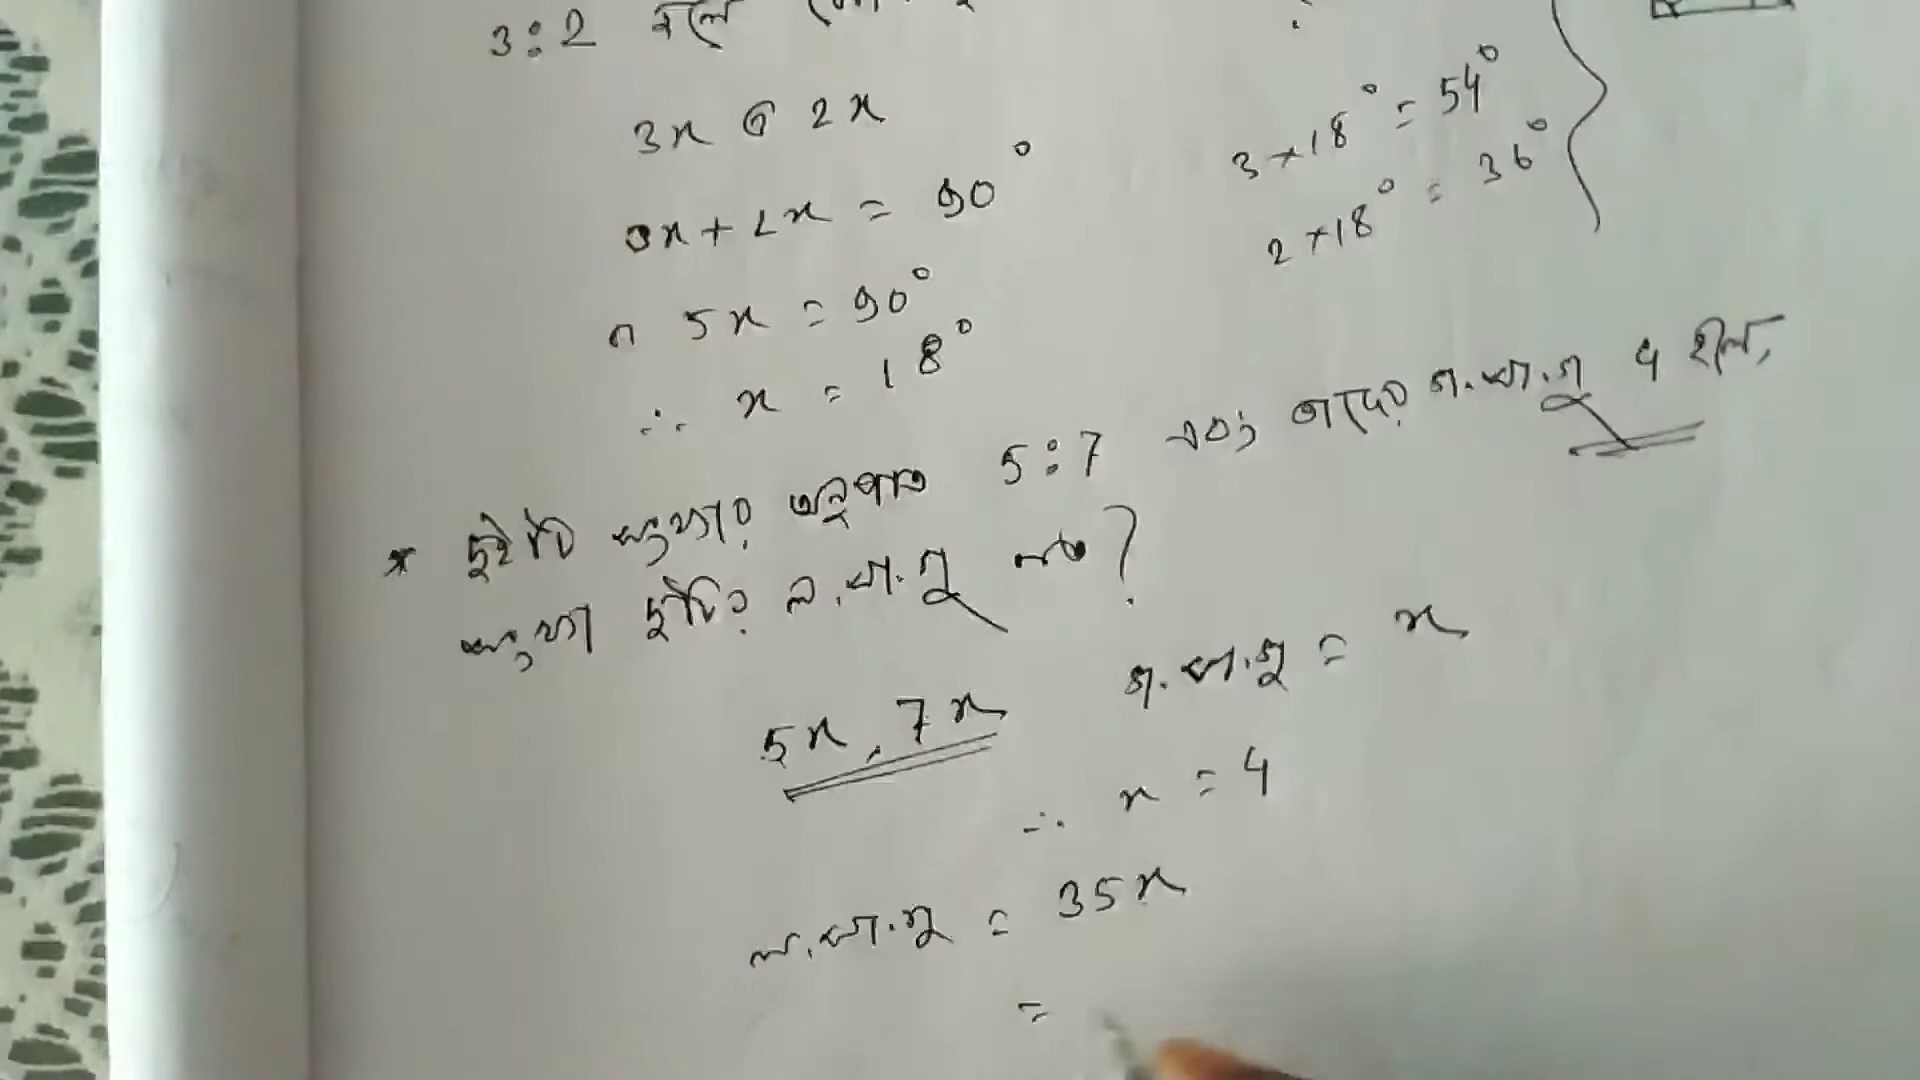 3:2 হলে
3x ও 2x
3x + 2x = 90°
বা 5x = 90°
∴ x = 18°
3×18° = 54°
2×18° = 36°
* দুইটি সংখ্যার অনুপাত 5:7 এবং তাদের গ.সা.গু 4 হলে,
সংখ্যা দুটির ল.সা.গু কত?
5x, 7x
গ.সা.গু = x
∴ x = 4
ল.সা.গু = 35x
=